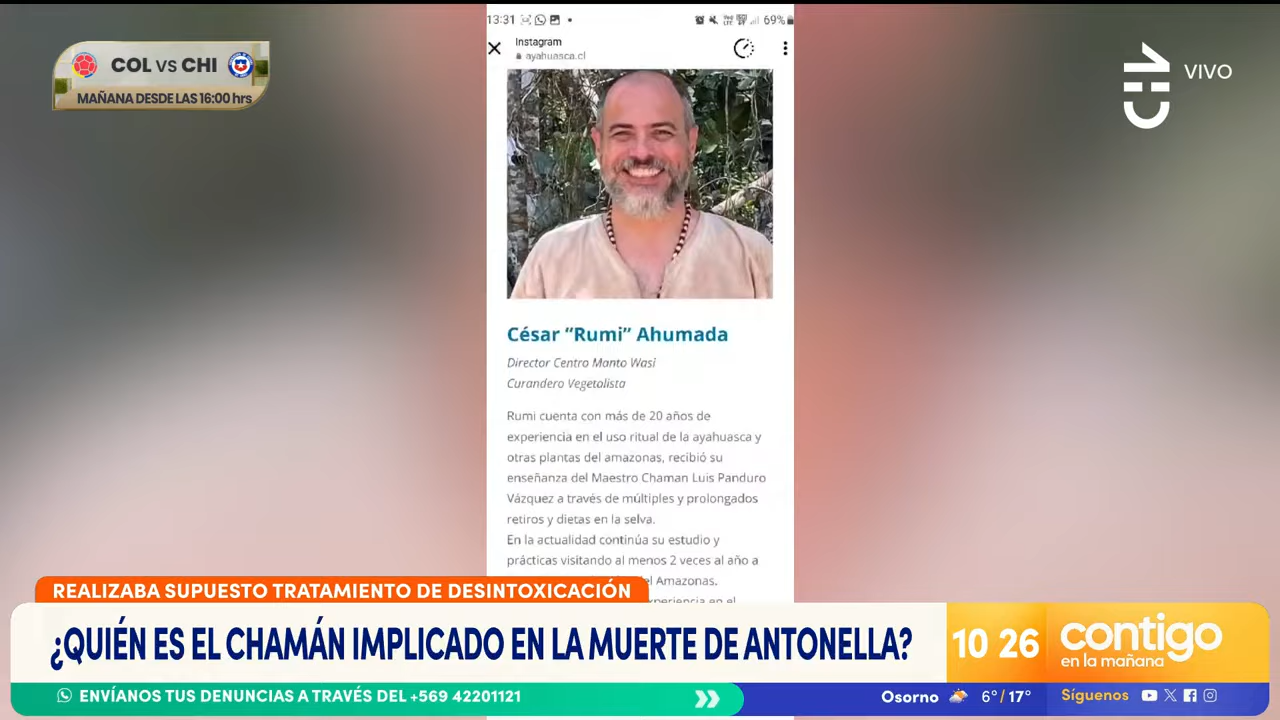 13:31
69%
Instagram
ayahuasca.cl
COL VS CHI
MAÑANA DESDE LAS 16:00 hrs
CHV
VIVO
César “Rumi” Ahumada
Director Centro Manto Wasi
Curandero Vegetalista
Rumi cuenta con más de 20 años de
experiencia en el uso ritual de la ayahuasca y
otras plantas del amazonas, recibió su
enseñanza del Maestro Chaman Luis Panduro
Vázquez a través de múltiples y prolongados
retiros y dietas en la selva.
En la actualidad continúa su estudio y
prácticas visitando al menos 2 veces al año a
Amazonas.
REALIZABA SUPUESTO TRATAMIENTO DE DESINTOXICACIÓN
¿QUIÉN ES EL CHAMÁN IMPLICADO EN LA MUERTE DE ANTONELLA?
10 26
contigo
en la mañana
ENVÍANOS TUS DENUNCIAS A TRAVÉS DEL +569 42201121
Osorno 6°/17°
Síguenos